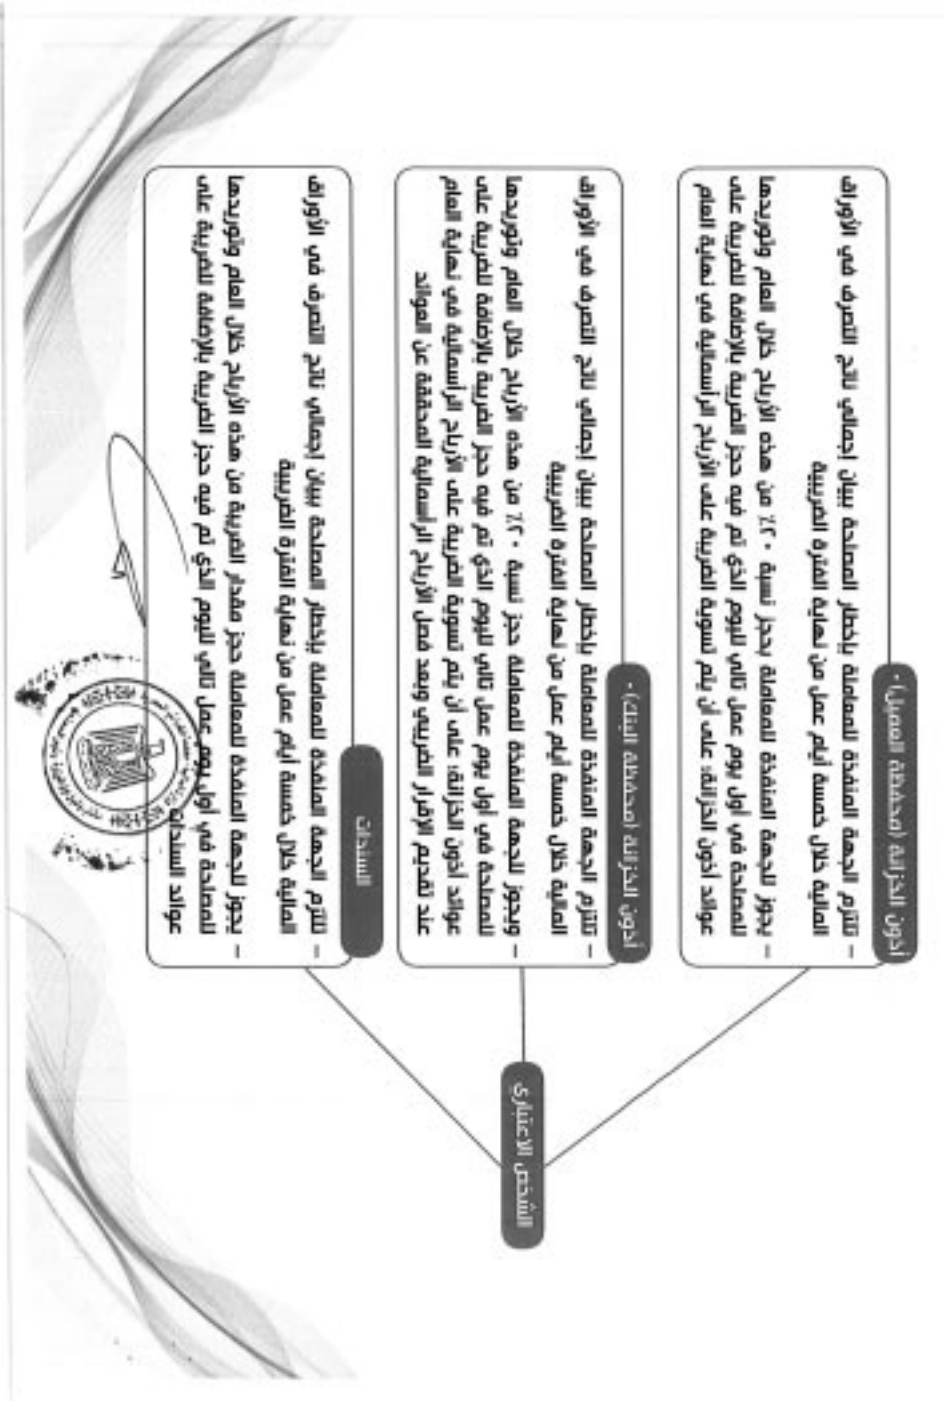 الشخص الاعتباري
أذون الخزانة (محفظة العميل) •
– تلتزم الجهة المنفذة للمعاملة بإخطار المصلحة ببيان إجمالي ناتج التصرف في الأوراق
المالية خلال خمسة أيام عمل من نهاية الفترة الضريبية
– يجوز للجهة المنفذة للمعاملة بحجز نسبة ٢٠٪ من هذه الأرباح خلال العام وتوريدها
للمصلحة في أول يوم عمل تالي لليوم الذي تم فيه حجز الضريبة بالإضافة للضريبة على
عوائد أذون الخزانة؛ على أن يتم تسوية الضريبة على الأرباح الرأسمالية في نهاية العام
أذون الخزانة (محفظة البنك) •
– تلتزم الجهة المنفذة للمعاملة بإخطار المصلحة ببيان إجمالي ناتج التصرف في الأوراق
المالية خلال خمسة أيام عمل من نهاية الفترة الضريبية
– ويجوز للجهة المنفذة للمعاملة حجز نسبة ٢٠٪ من هذه الأرباح خلال العام وتوريدها
للمصلحة في أول يوم عمل تالي لليوم الذي تم فيه حجز الضريبة بالإضافة للضريبة على
عوائد أذون الخزانة؛ على أن يتم تسوية الضريبة على الأرباح الرأسمالية في نهاية العام
عند تقديم الإقرار الضريبي وبعد فصل الأرباح الرأسمالية المحققة عن العوائد
السندات
– تلتزم الجهة المنفذة للمعاملة بإخطار المصلحة ببيان إجمالي ناتج التصرف في الأوراق
المالية خلال خمسة أيام عمل من نهاية الفترة الضريبية
– يجوز للجهة المنفذة للمعاملة حجز مقدار الضريبة من هذه الأرباح خلال العام وتوريدها
للمصلحة في أول يوم عمل تالي لليوم الذي تم فيه حجز الضريبة بالإضافة للضريبة على
عوائد السندات